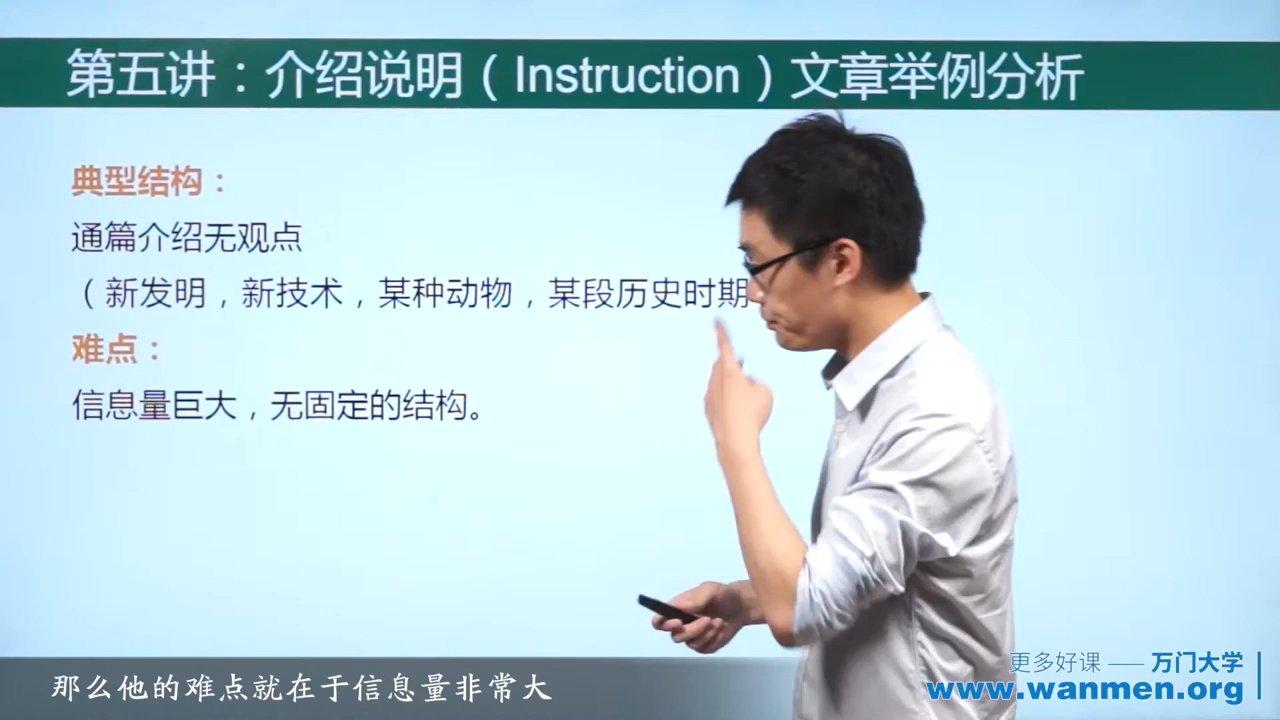 第五讲：介绍说明（Instruction）文章举例分析
典型结构：
通篇介绍无观点
（新发明，新技术，某种动物，某段历史时期
难点：
信息量巨大，无固定的结构。
那么他的难点就在于信息量非常大
更多好课 —— 万门大学
www.wanmen.org